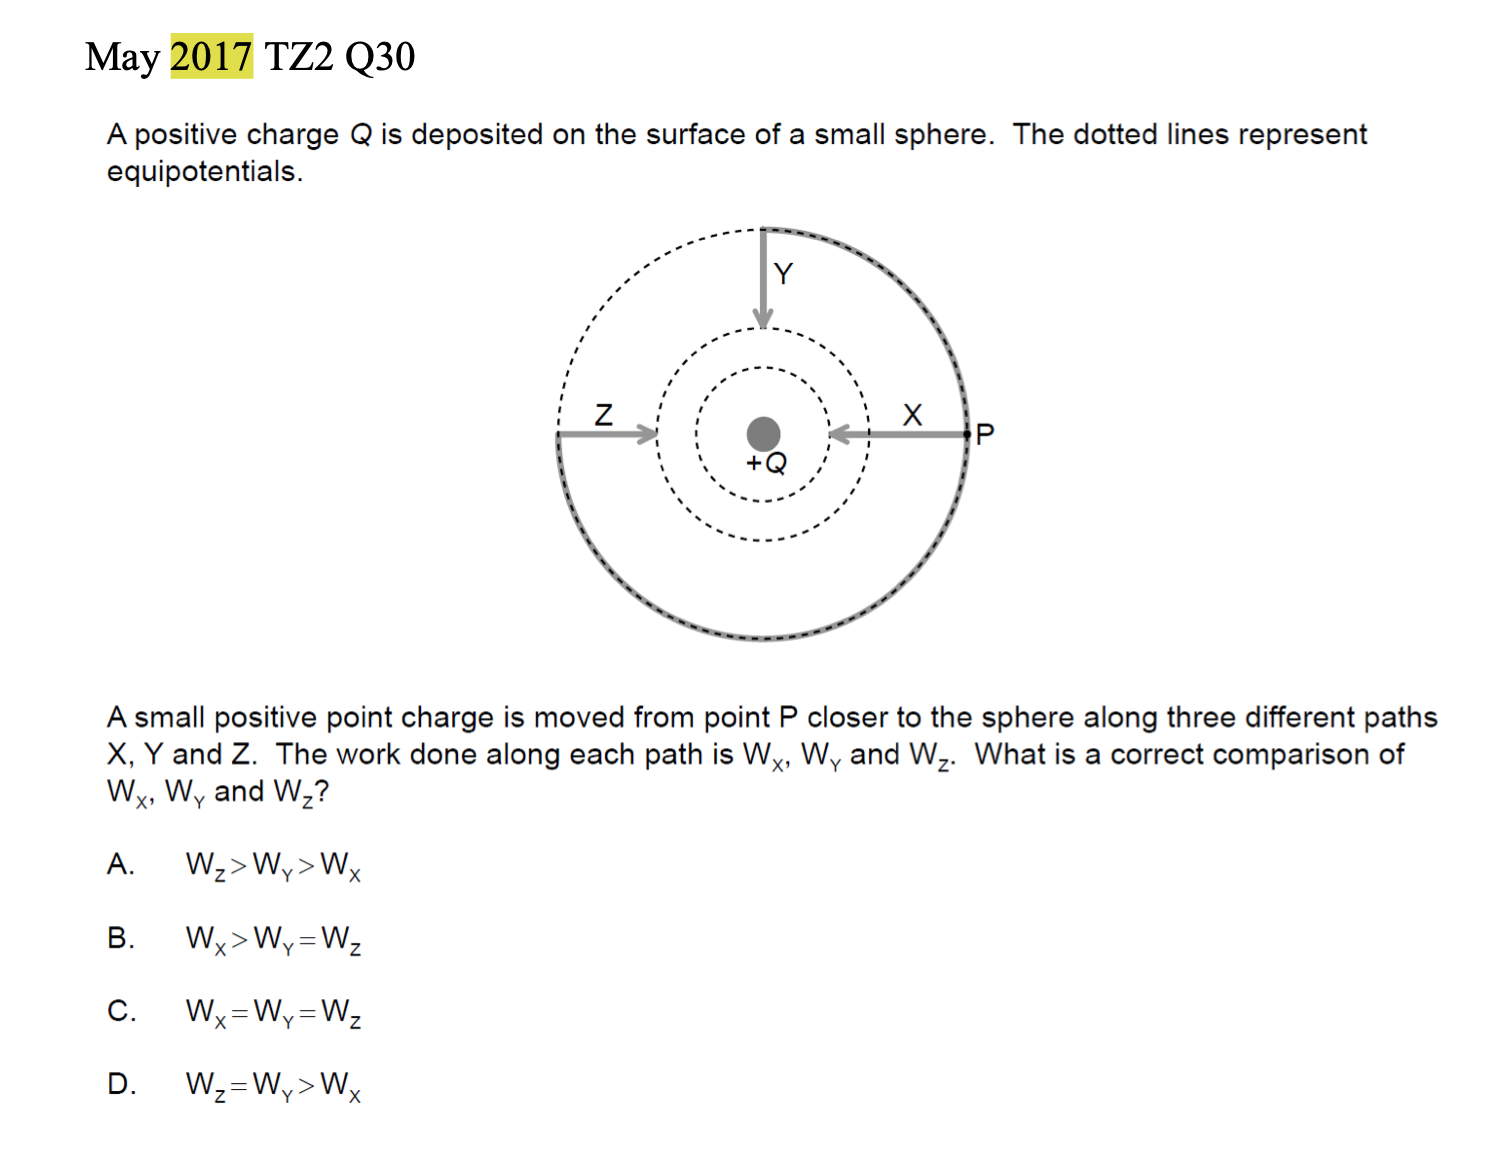 May 2017 TZ2 Q30
A positive charge Q is deposited on the surface of a small sphere. The dotted lines represent
equipotentials.
Y
Z
X
P
+Q
A small positive point charge is moved from point P closer to the sphere along three different paths
X, Y and Z. The work done along each path is W_X, W_Y and W_Z. What is a correct comparison of
W_X, W_Y and W_Z?
A. W_Z > W_Y > W_X
B. W_X > W_Y = W_Z
C. W_X = W_Y = W_Z
D. W_Z = W_Y > W_X